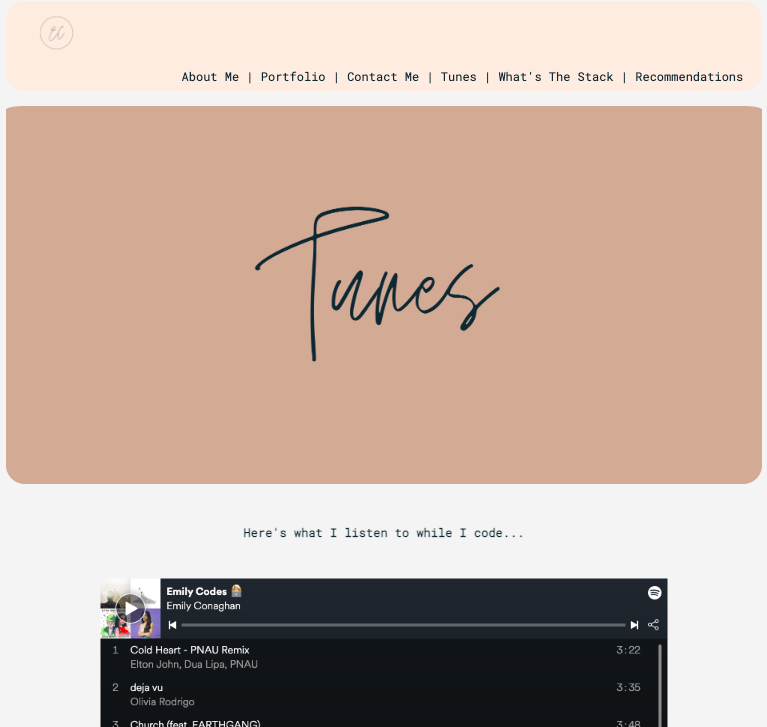 EC
About Me | Portfolio | Contact Me | Tunes | What's The Stack | Recommendations
Tunes
Here's what I listen to while I code...
Emily Codes
Emily Conaghan
1 Cold Heart - PNAU Remix 3:22
Elton John, Dua Lipa, PNAU
2 deja vu 3:35
Olivia Rodrigo
3 Church (feat. EARTHGANG) 3:48